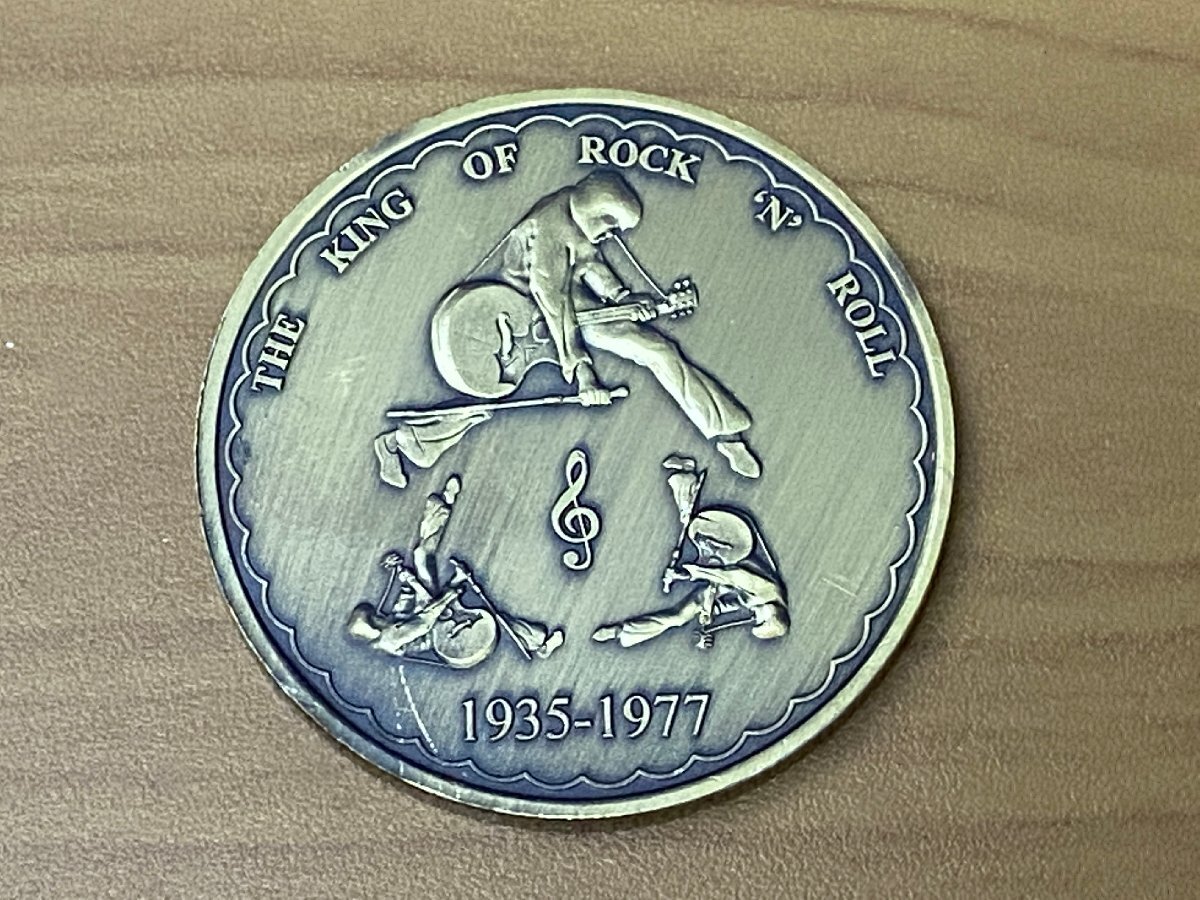 THE KING OF ROCK 'N' ROLL
1935-1977